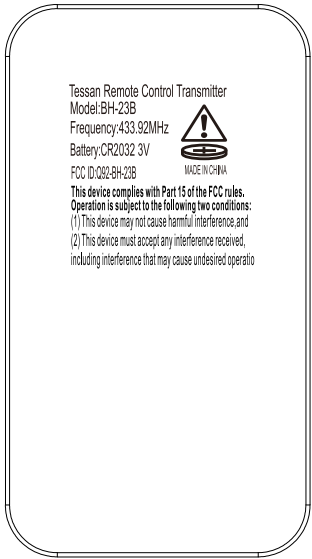 Tessan Remote Control Transmitter
Model:BH-23B
Frequency:433.92MHz
Battery:CR2032 3V
FCC ID:Q92-BH-23B
MADE IN CHINA
This device complies with Part 15 of the FCC rules.
Operation is subject to the following two conditions:
(1) This device may not cause harmful interference,and
(2) This device must accept any interference received,
including interference that may cause undesired operatio